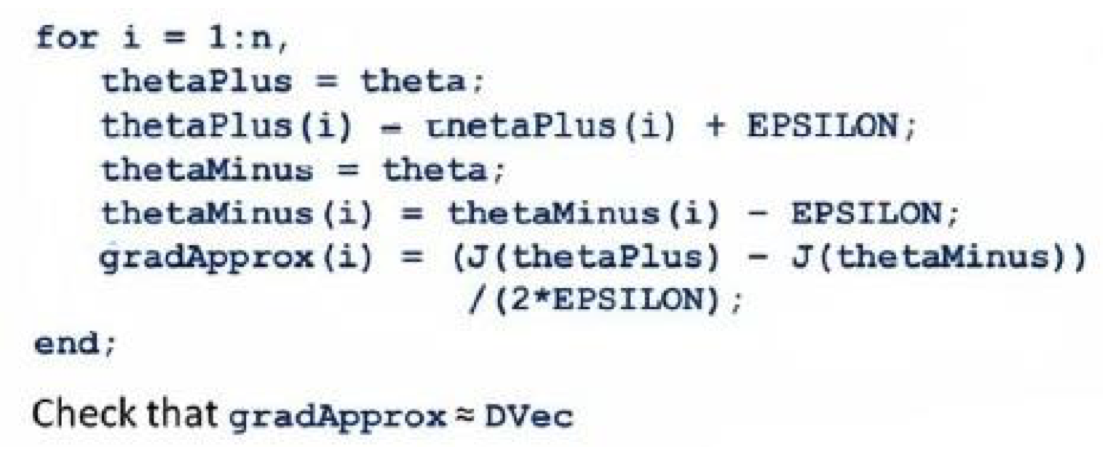 for i = 1:n,
thetaPlus = theta;
thetaPlus(i) = thetaPlus(i) + EPSILON;
thetaMinus = theta;
thetaMinus(i) = thetaMinus(i) - EPSILON;
gradApprox(i) = (J(thetaPlus) - J(thetaMinus))
/(2*EPSILON);
end;
Check that gradApprox ≈ DVec